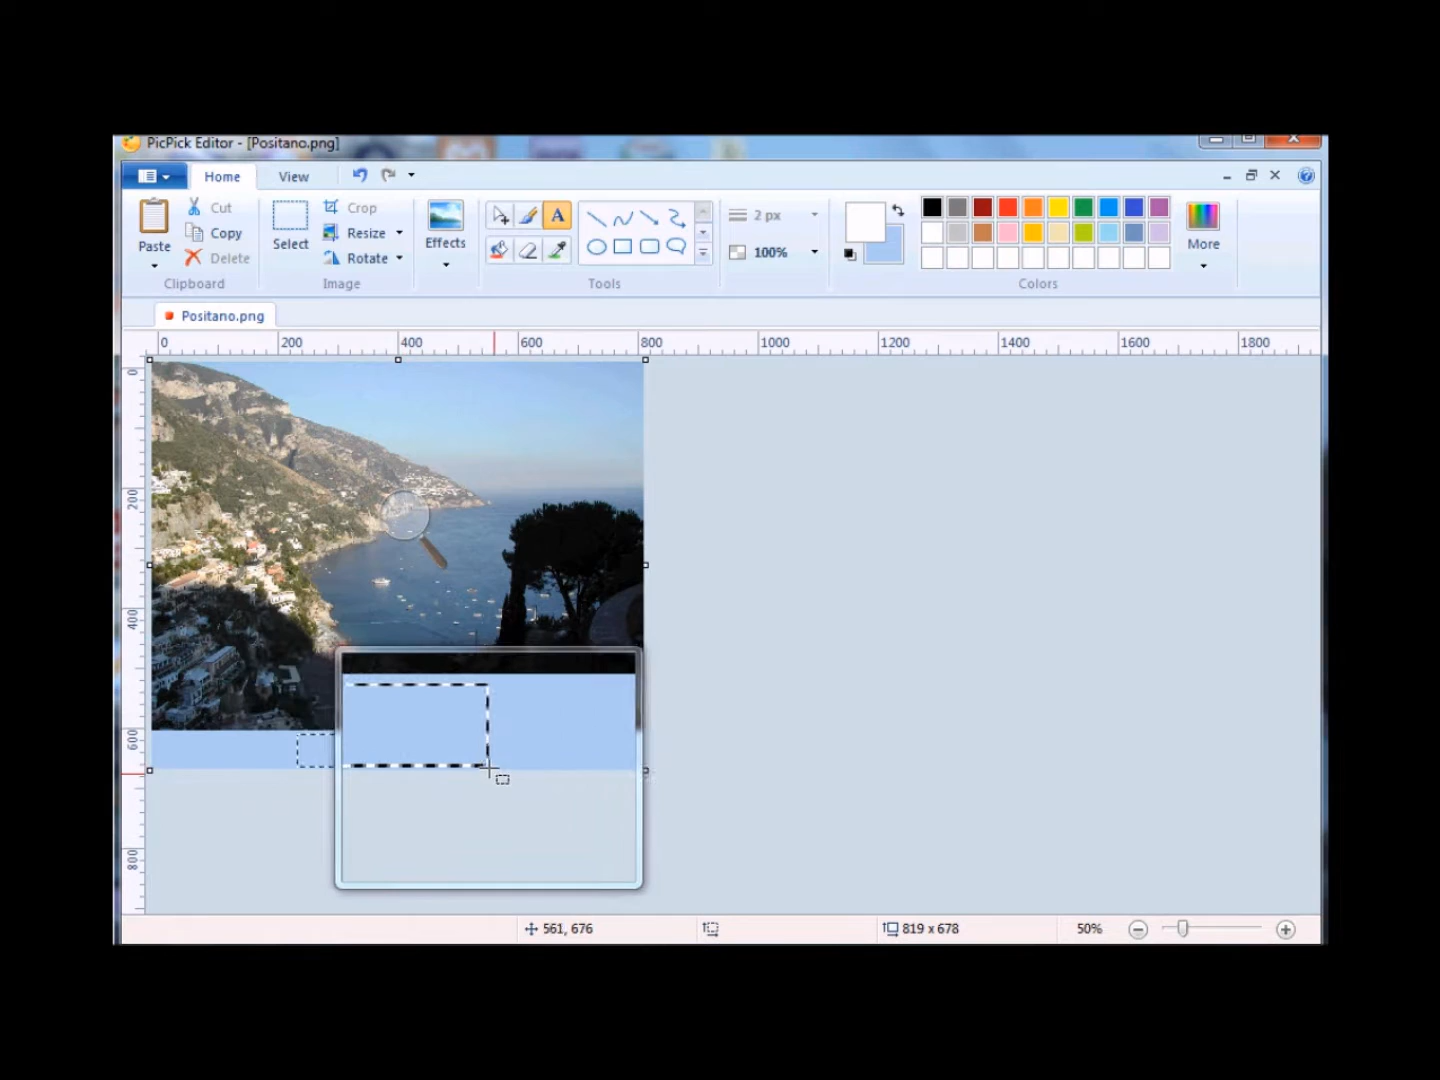 PicPick Editor - [Positano.png]
Home
View
Paste
Cut
Copy
Delete
Clipboard
Select
Crop
Resize
Rotate
Image
Effects
A
Tools
2 px
100%
More
Colors
Positano.png
0
200
400
600
800
1000
1200
1400
1600
1800
0
200
400
600
800
561, 676
819 x 678
50%